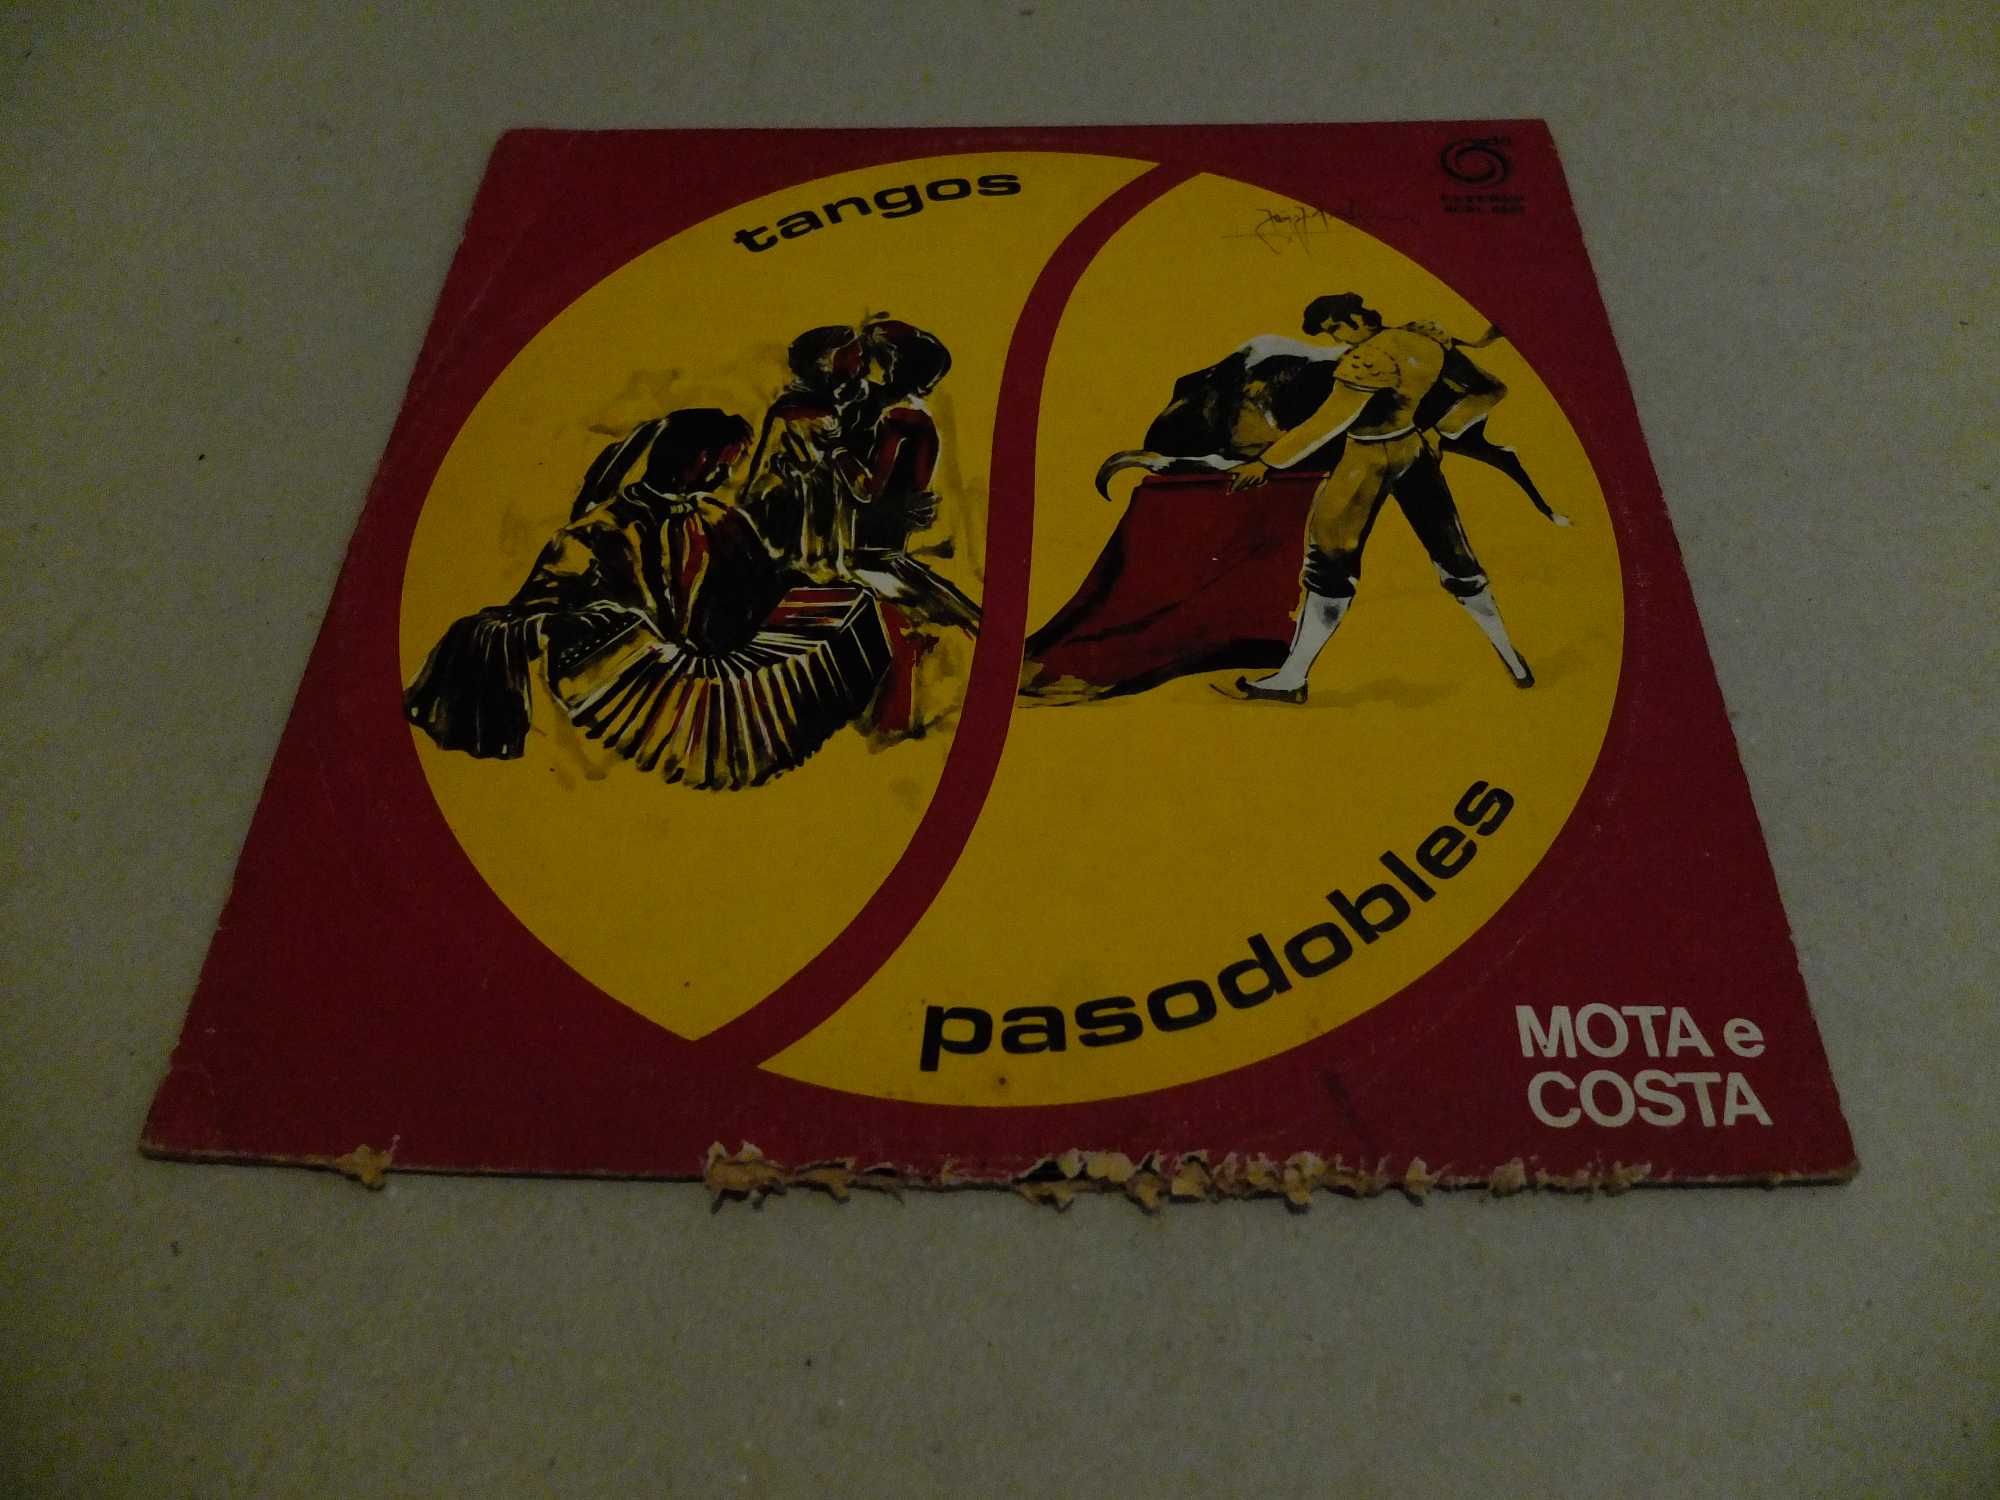 tangos
pasodobles
MOTA e
COSTA